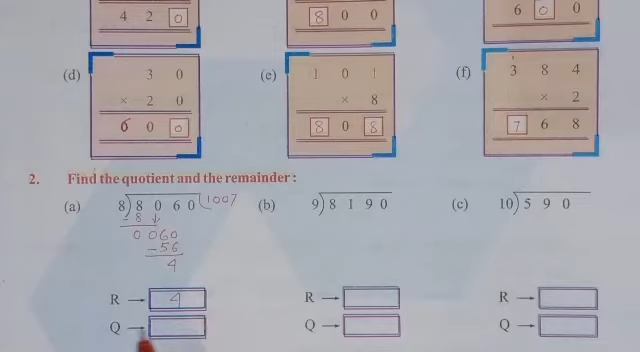 4 2 0
8 0 0
6 0 0
(d) 3 0
× 2 0
6 0 0
(e) 1 0 1
× 8
8 0 8
(f) 3 8 4
× 2
7 6 8
2. Find the quotient and the remainder :
(a) 8)8 0 6 0(1007
-8↓
0 060
-56
4
R → 4
Q →
(b) 9)8 1 9 0
R →
Q →
(c) 10)5 9 0
R →
Q →